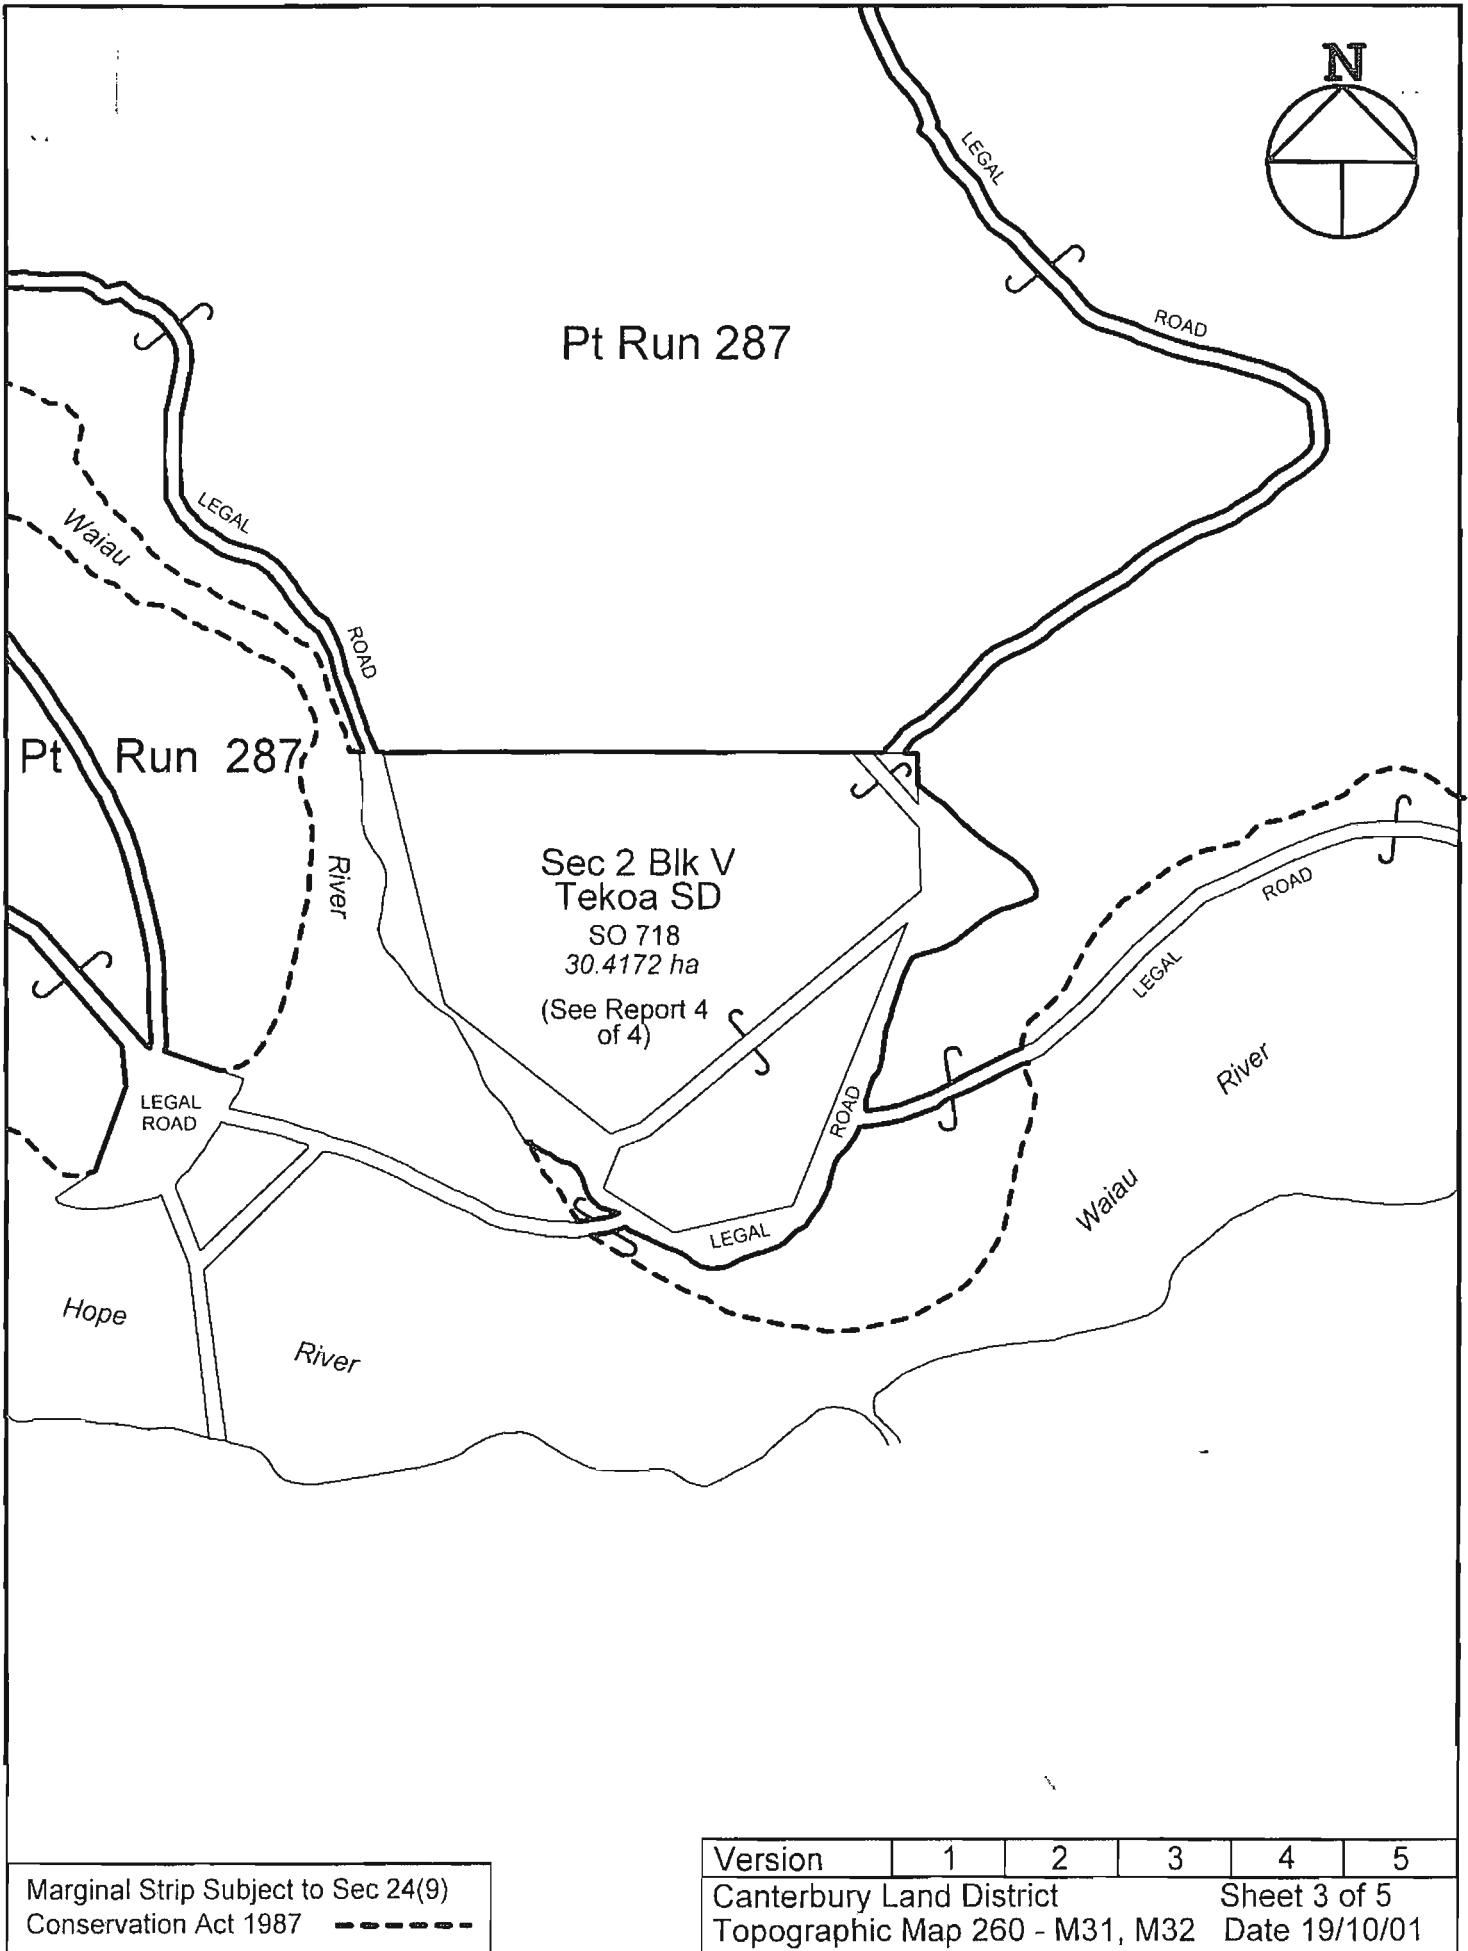 N
LEGAL
ROAD
Pt Run 287
LEGAL
Waiau
ROAD
Pt Run 287
River
Sec 2 Blk V
Tekoa SD
SO 718
30.4172 ha
(See Report 4
of 4)
ROAD
LEGAL
River
LEGAL
ROAD
ROAD
Waiau
LEGAL
Hope
River
Marginal Strip Subject to Sec 24(9)
Conservation Act 1987
Version 1 2 3 4 5
Canterbury Land District Sheet 3 of 5
Topographic Map 260 - M31, M32 Date 19/10/01